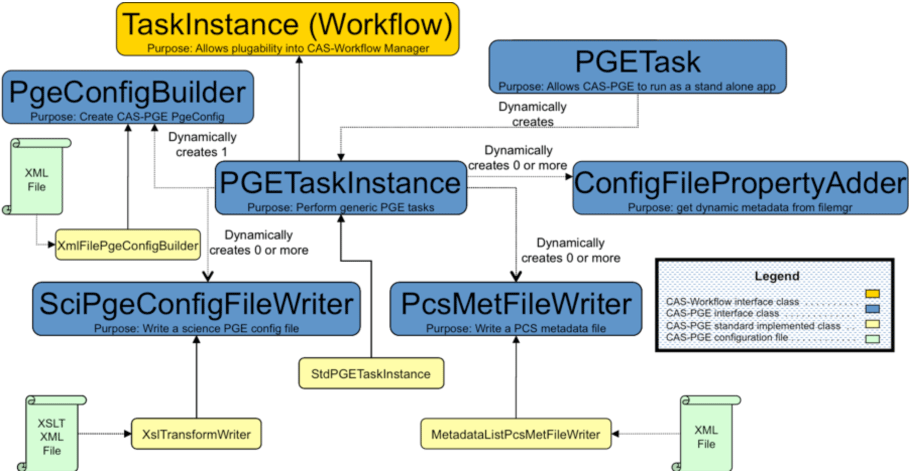 TaskInstance (Workflow)
Purpose: Allows plugability into CAS-Workflow Manager
PGETask
Purpose: Allows CAS-PGE to run as a stand alone app
PgeConfigBuilder
Purpose: Create CAS-PGE PgeConfig
Dynamically
creates
Dynamically
creates 1
Dynamically
creates 0 or more
XML
File
PGETaskInstance
Purpose: Perform generic PGE tasks
ConfigFilePropertyAdder
Purpose: get dynamic metadata from filemgr
XmlFilePgeConfigBuilder
Dynamically
creates 0 or more
Dynamically
creates 0 or more
SciPgeConfigFileWriter
Purpose: Write a science PGE config file
PcsMetFileWriter
Purpose: Write a PCS metadata file
Legend
CAS-Workflow interface class
CAS-PGE interface class
CAS-PGE standard implemented class
CAS-PGE configuration file
StdPGETaskInstance
XSLT
XML
File
XslTransformWriter
MetadataListPcsMetFileWriter
XML
File